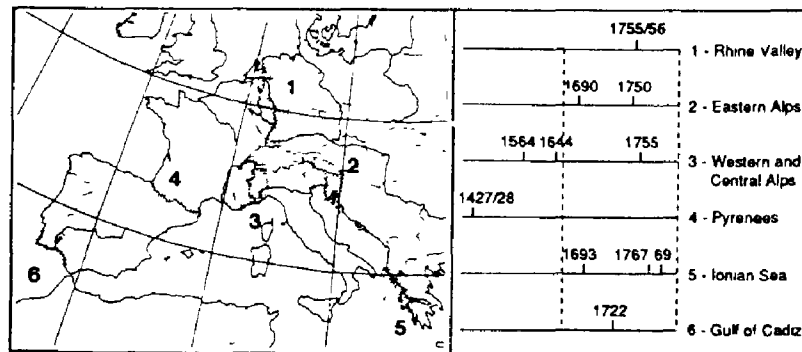 1
2
3
4
5
6
1755/56
1 - Rhine Valley
1690 1750
2 - Eastern Alps
1564 1644 1755
3 - Western and
Central Alps
1427/28
4 - Pyrenees
1693 1767 69
5 - Ionian Sea
1722
6 - Gulf of Cadiz